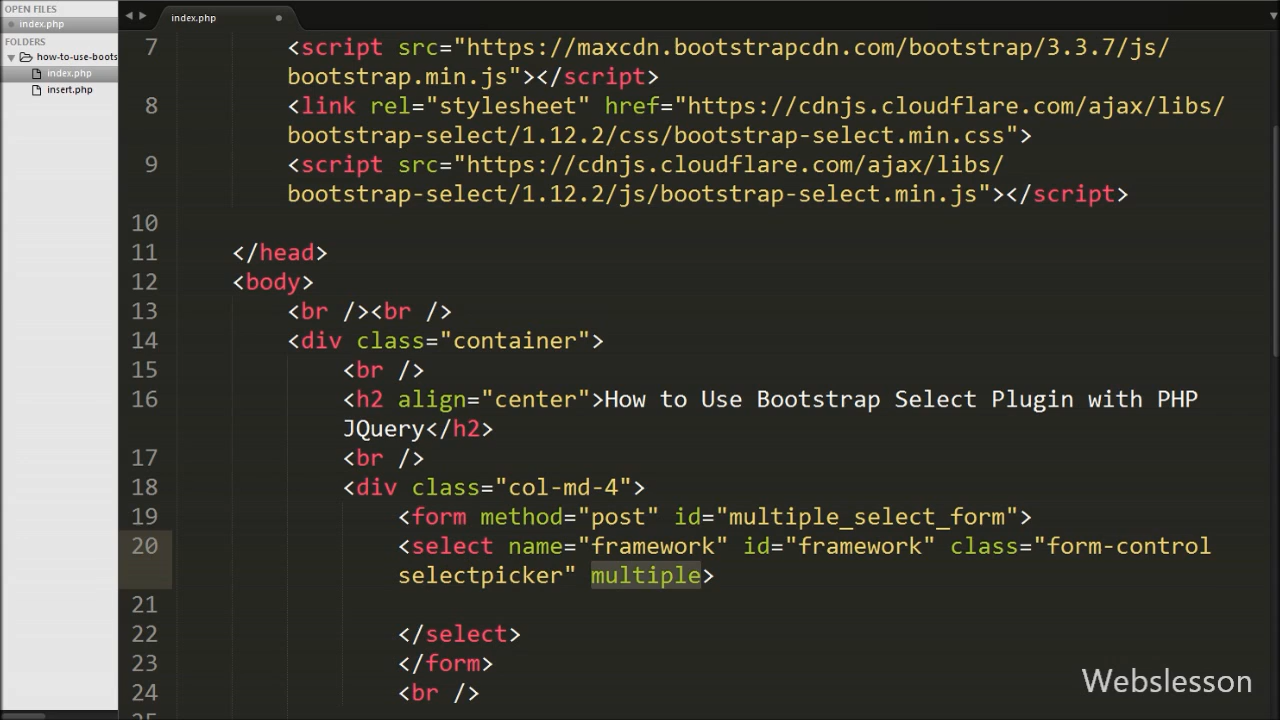 OPEN FILES
index.php
FOLDERS
how-to-use-boots
index.php
insert.php
index.php
7 <script src="https://maxcdn.bootstrapcdn.com/bootstrap/3.3.7/js/
bootstrap.min.js"></script>
8 <link rel="stylesheet" href="https://cdnjs.cloudflare.com/ajax/libs/
bootstrap-select/1.12.2/css/bootstrap-select.min.css">
9 <script src="https://cdnjs.cloudflare.com/ajax/libs/
bootstrap-select/1.12.2/js/bootstrap-select.min.js"></script>
10
11 </head>
12 <body>
13 <br /><br />
14 <div class="container">
15 <br />
16 <h2 align="center">How to Use Bootstrap Select Plugin with PHP
JQuery</h2>
17 <br />
18 <div class="col-md-4">
19 <form method="post" id="multiple_select_form">
20 <select name="framework" id="framework" class="form-control
selectpicker" multiple>
21
22 </select>
23 </form>
24 <br />
Webslesson